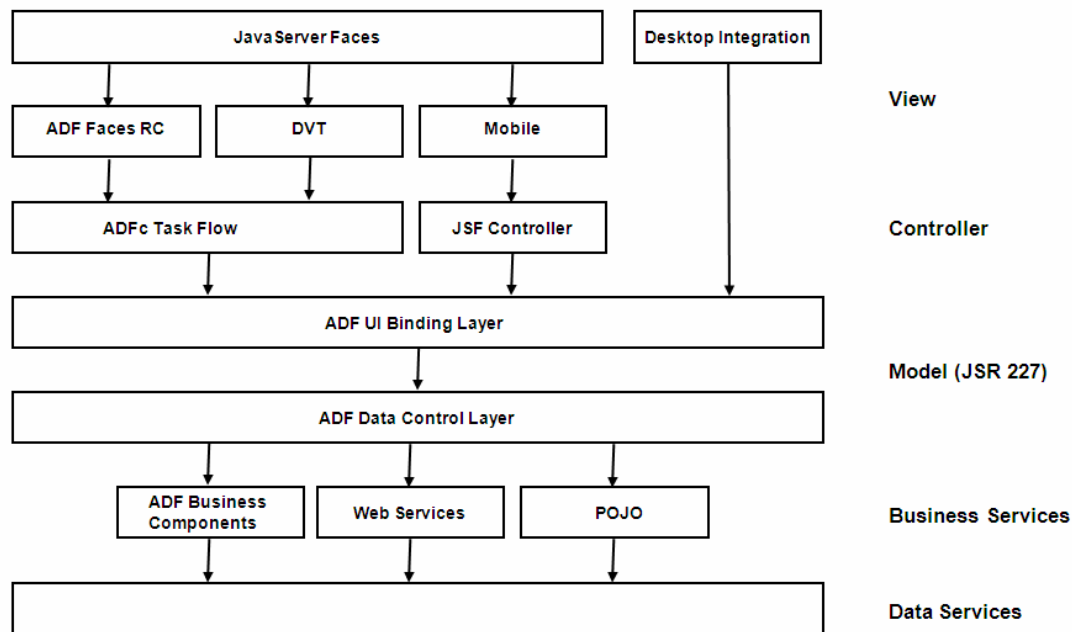 JavaServer Faces
Desktop Integration
View
ADF Faces RC
DVT
Mobile
ADFc Task Flow
JSF Controller
Controller
ADF UI Binding Layer
Model (JSR 227)
ADF Data Control Layer
ADF Business
Components
Web Services
POJO
Business Services
Data Services